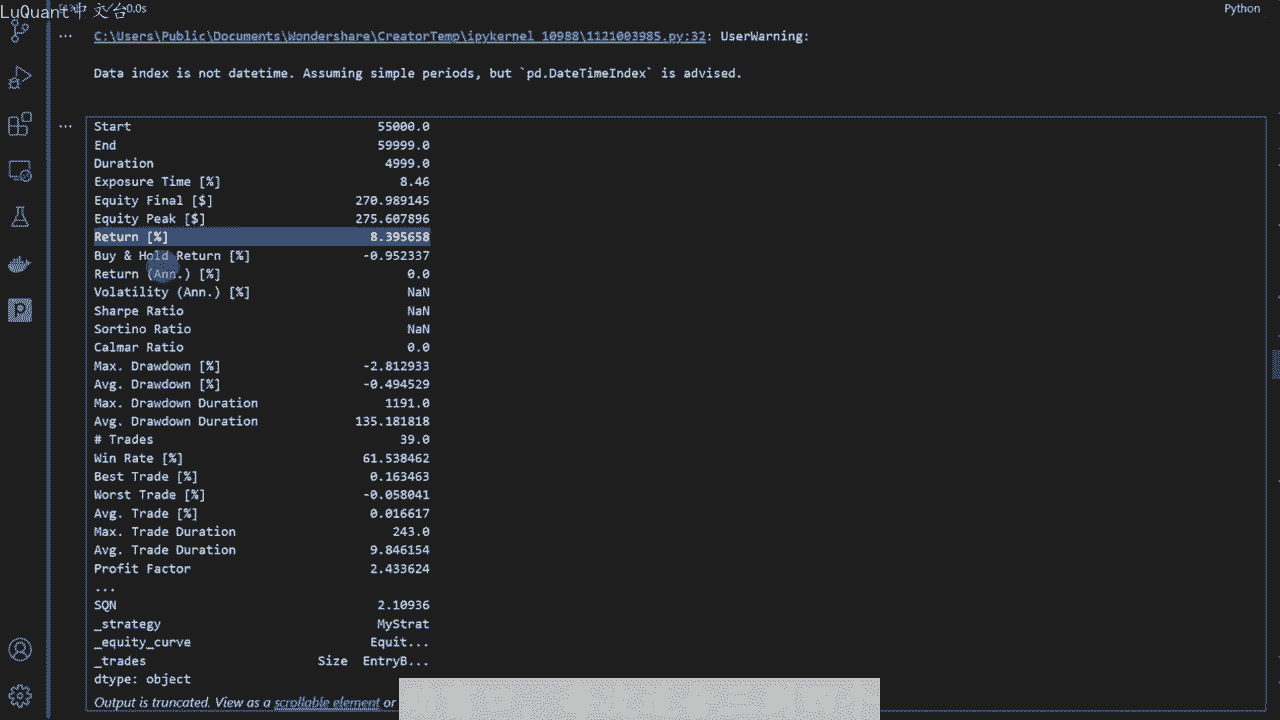 LuQuant中文台
0.0s
Python
C:\Users\Public\Documents\Wondershare\CreatorTemp\ipykernel_10988\1121003985.py:32: UserWarning:
Data index is not datetime. Assuming simple periods, but `pd.DateTimeIndex` is advised.
Start 55000.0
End 59999.0
Duration 4999.0
Exposure Time [%] 8.46
Equity Final [$] 270.989145
Equity Peak [$] 275.607896
Return [%] 8.395658
Buy & Hold Return [%] -0.952337
Return (Ann.) [%] 0.0
Volatility (Ann.) [%] NaN
Sharpe Ratio NaN
Sortino Ratio NaN
Calmar Ratio 0.0
Max. Drawdown [%] -2.812933
Avg. Drawdown [%] -0.494529
Max. Drawdown Duration 1191.0
Avg. Drawdown Duration 135.181818
# Trades 39.0
Win Rate [%] 61.538462
Best Trade [%] 0.163463
Worst Trade [%] -0.058041
Avg. Trade [%] 0.016617
Max. Trade Duration 243.0
Avg. Trade Duration 9.846154
Profit Factor 2.433624
...
SQN 2.10936
_strategy MyStrat
_equity_curve Equit...
_trades Size EntryB...
dtype: object
Output is truncated. View as a scrollable element or